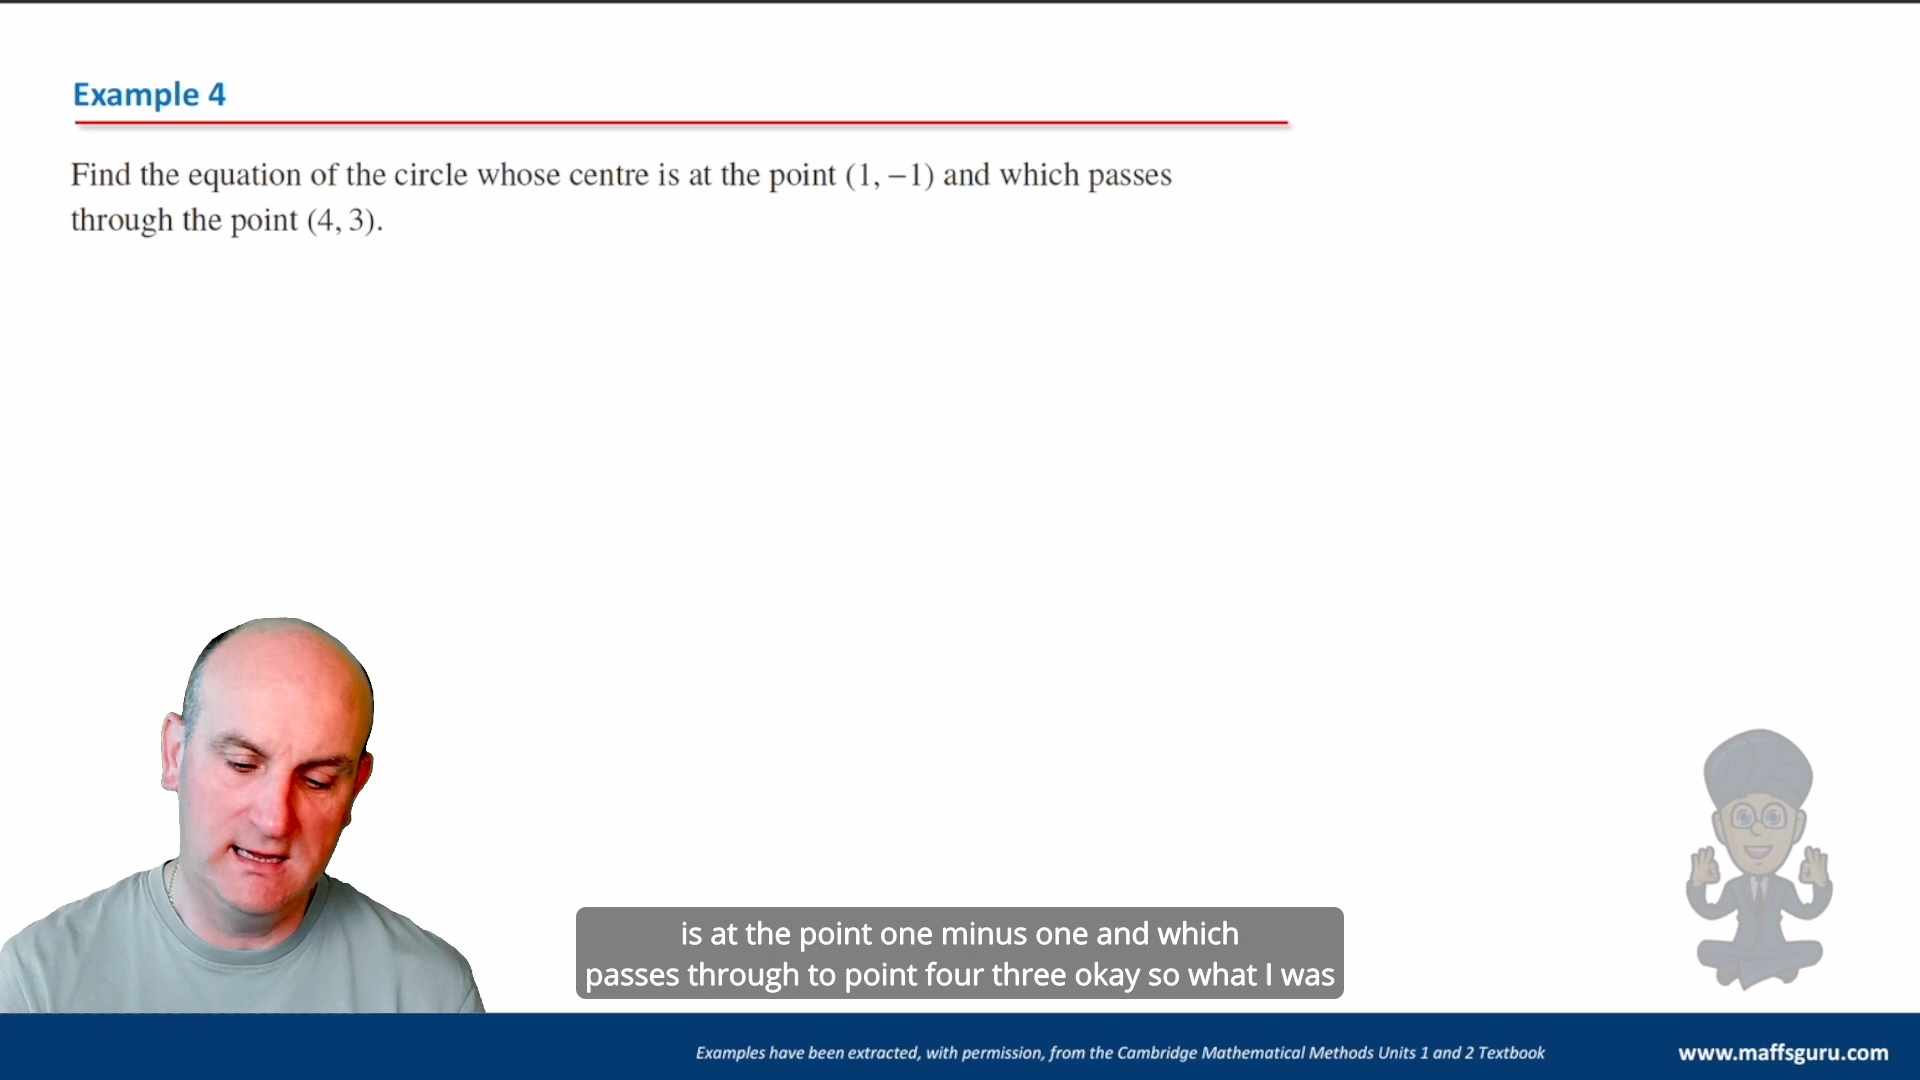 Example 4
Find the equation of the circle whose centre is at the point (1, −1) and which passes
through the point (4, 3).
is at the point one minus one and which
passes through to point four three okay so what I was
Examples have been extracted, with permission, from the Cambridge Mathematical Methods Units 1 and 2 Textbook
www.maffsguru.com